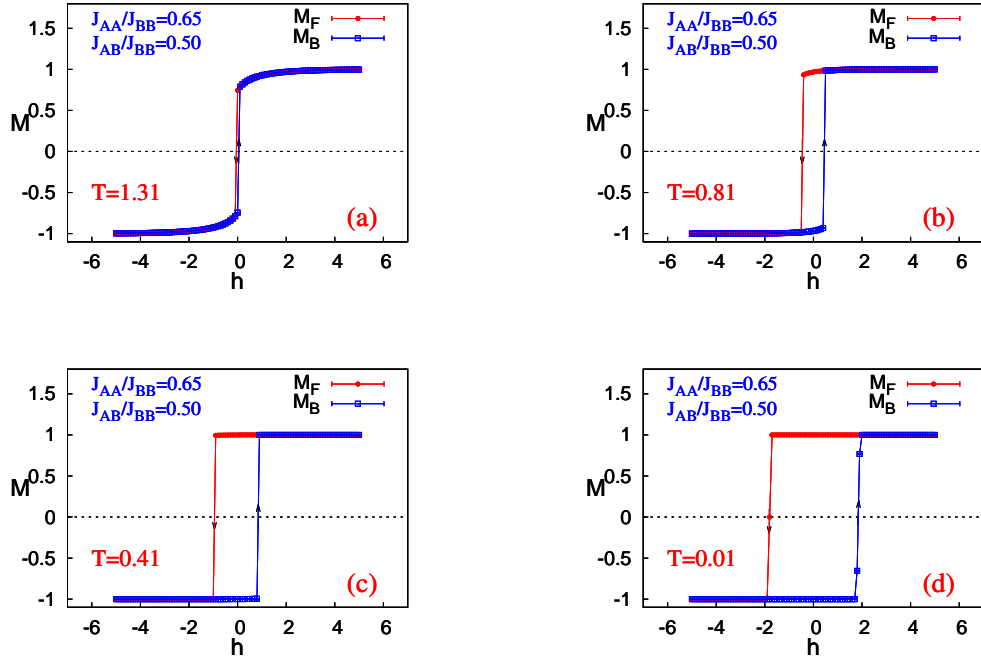 1.5
1
0.5
0
-0.5
-1
M
J_AA/J_BB=0.65
J_AB/J_BB=0.50
M_F
M_B
T=1.31
(a)
-6 -4 -2 0 2 4 6
h
1.5
1
0.5
0
-0.5
-1
M
J_AA/J_BB=0.65
J_AB/J_BB=0.50
M_F
M_B
T=0.81
(b)
-6 -4 -2 0 2 4 6
h
1.5
1
0.5
0
-0.5
-1
M
J_AA/J_BB=0.65
J_AB/J_BB=0.50
M_F
M_B
T=0.41
(c)
-6 -4 -2 0 2 4 6
h
1.5
1
0.5
0
-0.5
-1
M
J_AA/J_BB=0.65
J_AB/J_BB=0.50
M_F
M_B
T=0.01
(d)
-6 -4 -2 0 2 4 6
h